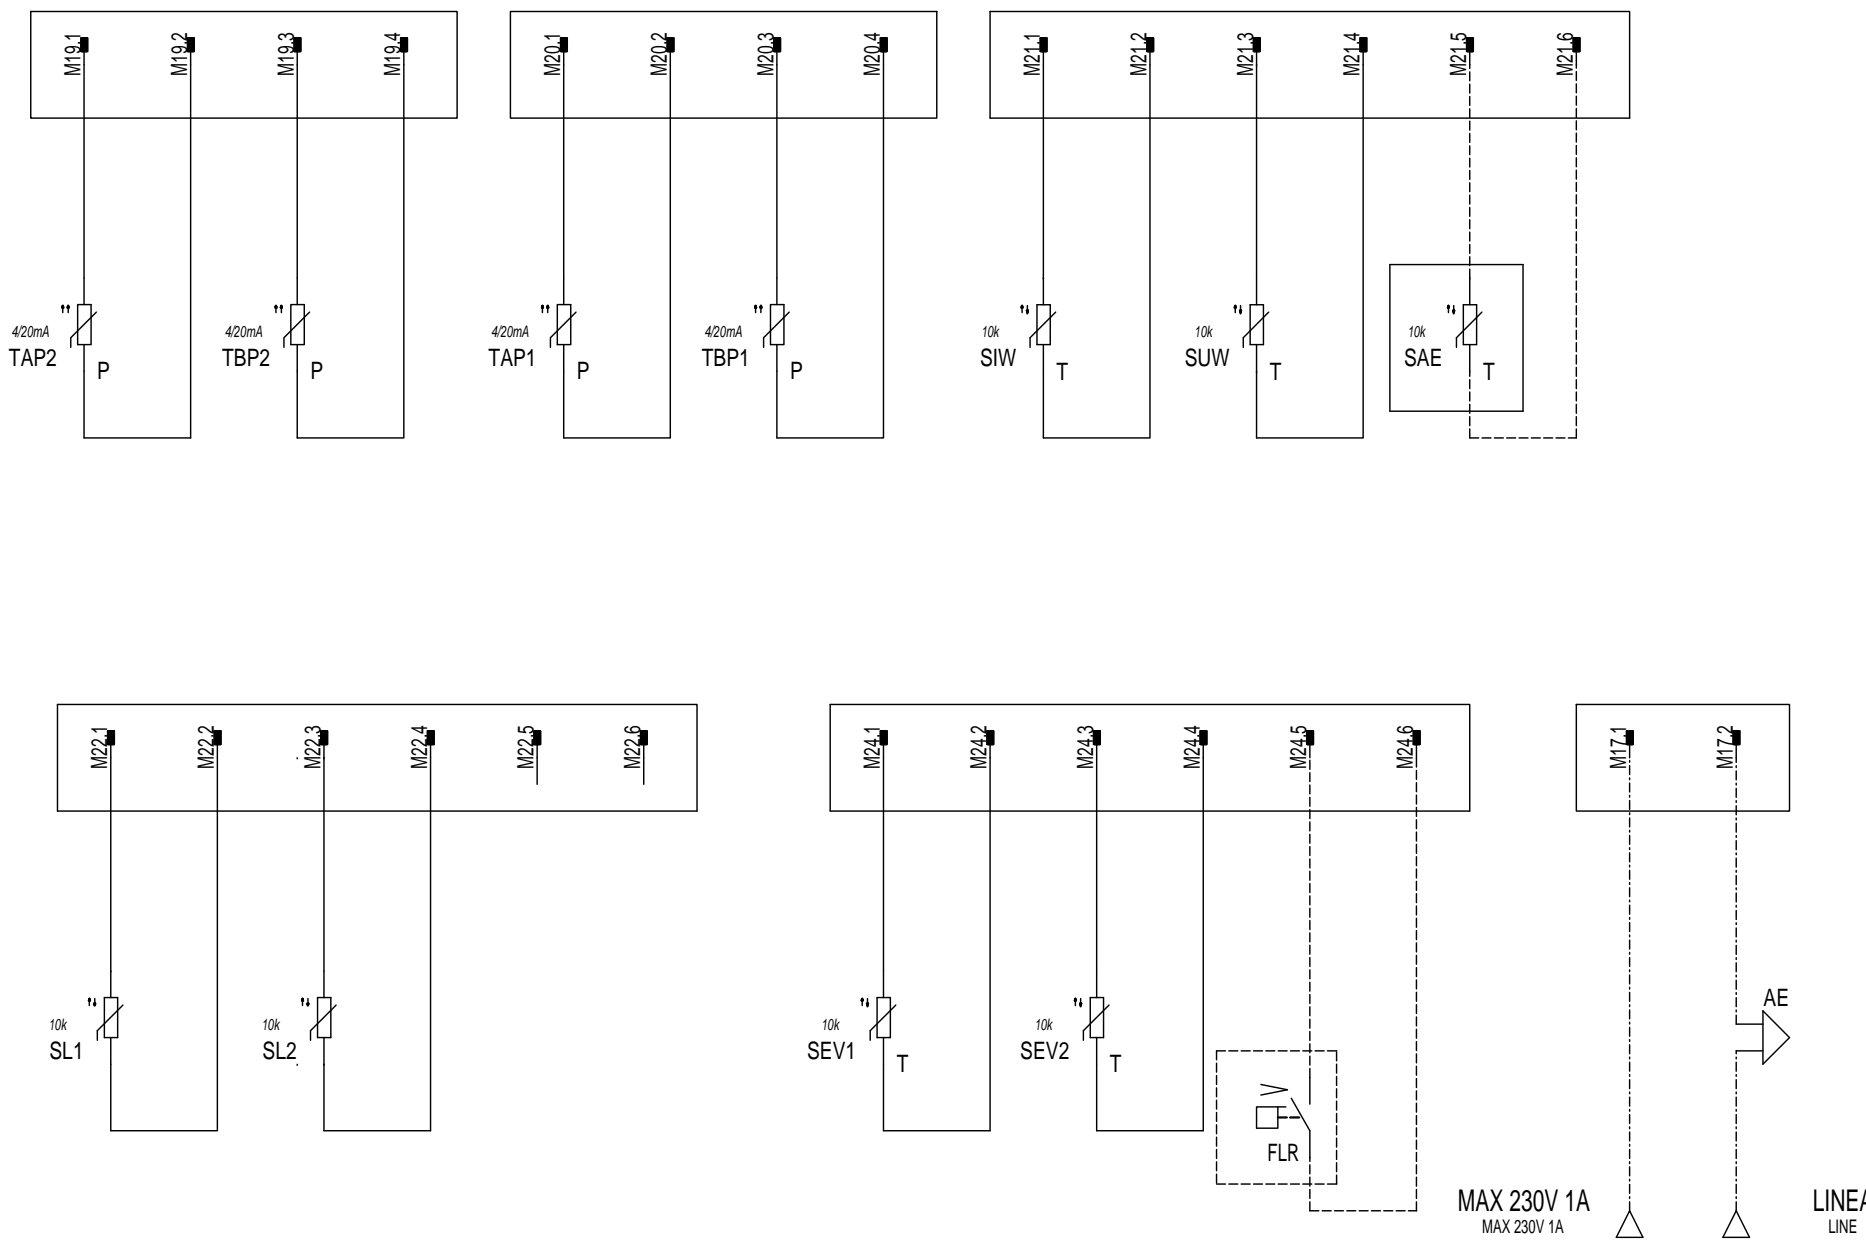 M19.1 M19.2 M19.3 M19.4 M20.1 M20.2 M20.3 M20.4 M21.1 M21.2 M21.3 M21.4 M21.5 M21.6
4/20mA 4/20mA 4/20mA 4/20mA 10k 10k 10k
TAP2 TBP2 TAP1 TBP1 SIW SUW SAE
P P P P T T T
M22.1 M22.2 M22.3 M22.4 M22.5 M22.6 M24.1 M24.2 M24.3 M24.4 M24.5 M24.6 M17.1 M17.2
AE
10k 10k 10k 10k
SL1 SL2 SEV1 SEV2
T T
FLR
MAX 230V 1A LINEA
MAX 230V 1A LINE